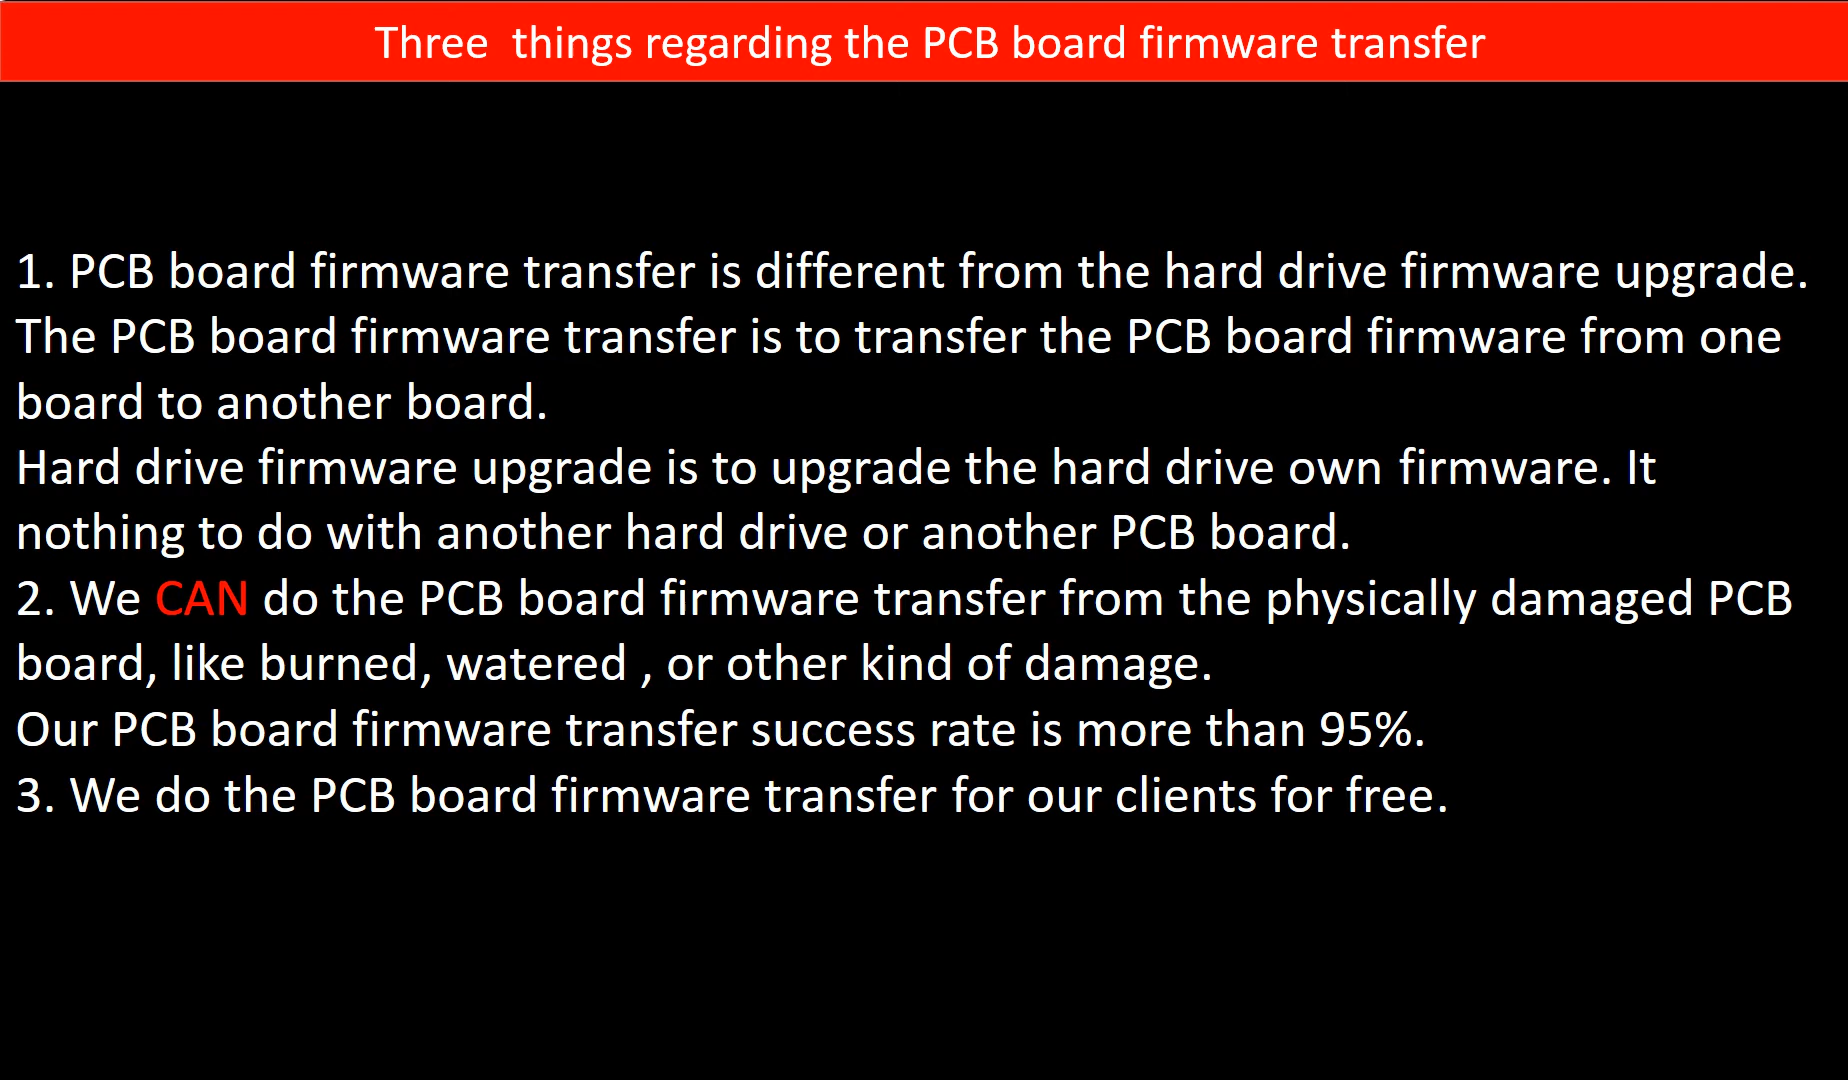 Three  things regarding the PCB board firmware transfer
1. PCB board firmware transfer is different from the hard drive firmware upgrade.
The PCB board firmware transfer is to transfer the PCB board firmware from one
board to another board.
Hard drive firmware upgrade is to upgrade the hard drive own firmware. It
nothing to do with another hard drive or another PCB board.
2. We CAN do the PCB board firmware transfer from the physically damaged PCB
board, like burned, watered , or other kind of damage.
Our PCB board firmware transfer success rate is more than 95%.
3. We do the PCB board firmware transfer for our clients for free.